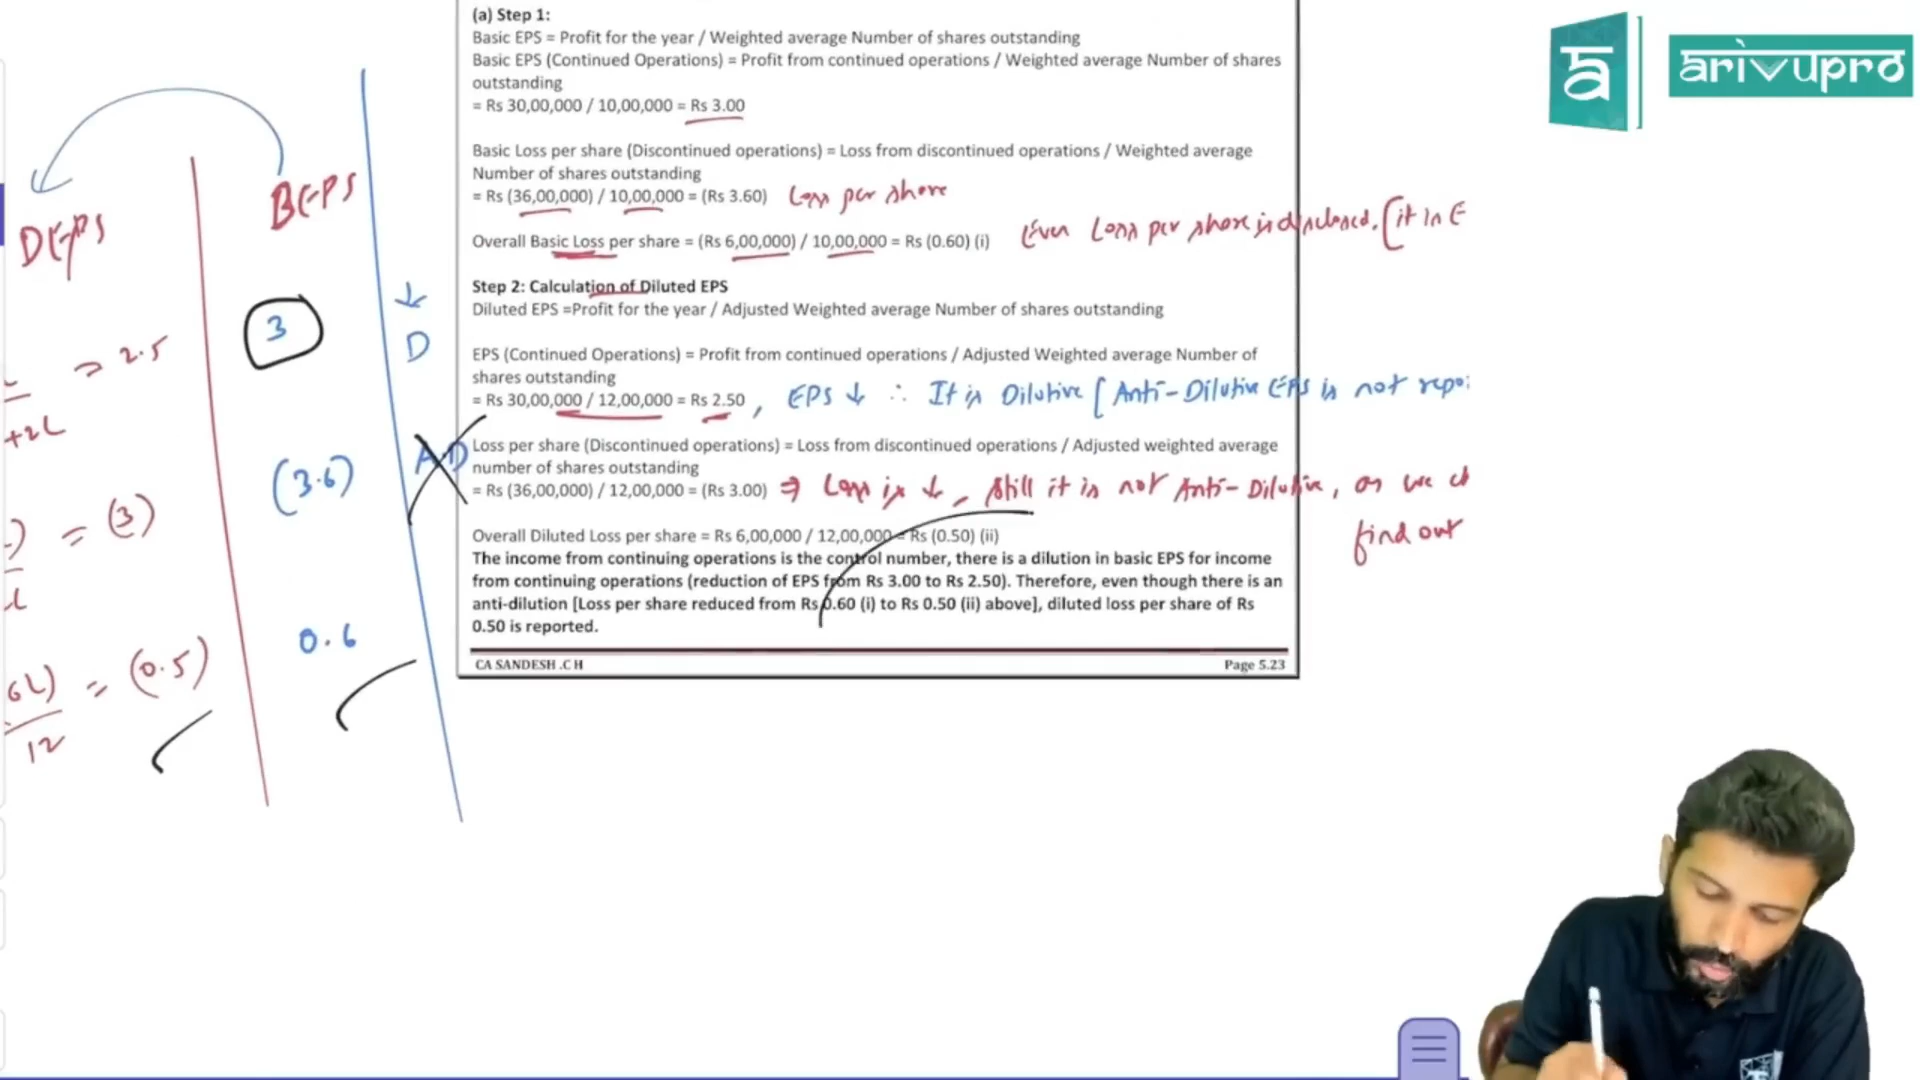 (a) Step 1:
Basic EPS = Profit for the year / Weighted average Number of shares outstanding
Basic EPS (Continued Operations) = Profit from continued operations / Weighted average Number of shares
outstanding
= Rs 30,00,000 / 10,00,000 = Rs 3.00
Basic Loss per share (Discontinued operations) = Loss from discontinued operations / Weighted average
Number of shares outstanding
= Rs (36,00,000) / 10,00,000 = (Rs 3.60) Loss per share
Overall Basic Loss per share = (Rs 6,00,000) / 10,00,000 = Rs (0.60) (i) Even Loss per share is disclosed. [it in E
Step 2: Calculation of Diluted EPS
Diluted EPS =Profit for the year / Adjusted Weighted average Number of shares outstanding
EPS (Continued Operations) = Profit from continued operations / Adjusted Weighted average Number of
shares outstanding
= Rs 30,00,000 / 12,00,000 = Rs 2.50 , EPS ↓ ∴ It is Dilutive [Anti-Dilutive EPS is not repo
Loss per share (Discontinued operations) = Loss from discontinued operations / Adjusted weighted average
number of shares outstanding
= Rs (36,00,000) / 12,00,000 = (Rs 3.00) ⇒ Loss is ↓, still it is not Anti-Dilutive, as we
find out
Overall Diluted Loss per share = Rs 6,00,000 / 12,00,000 = Rs (0.50) (ii)
The income from continuing operations is the control number, there is a dilution in basic EPS for income
from continuing operations (reduction of EPS from Rs 3.00 to Rs 2.50). Therefore, even though there is an
anti-dilution [Loss per share reduced from Rs 0.60 (i) to Rs 0.50 (ii) above], diluted loss per share of Rs
0.50 is reported.
CA SANDESH .C H Page 5.23
DEPS BEPS
= 2.5 3 ↓ D
+2L
= (3) (3.6) AD
6L) = (0.5) 0.6
12
ā arivupro